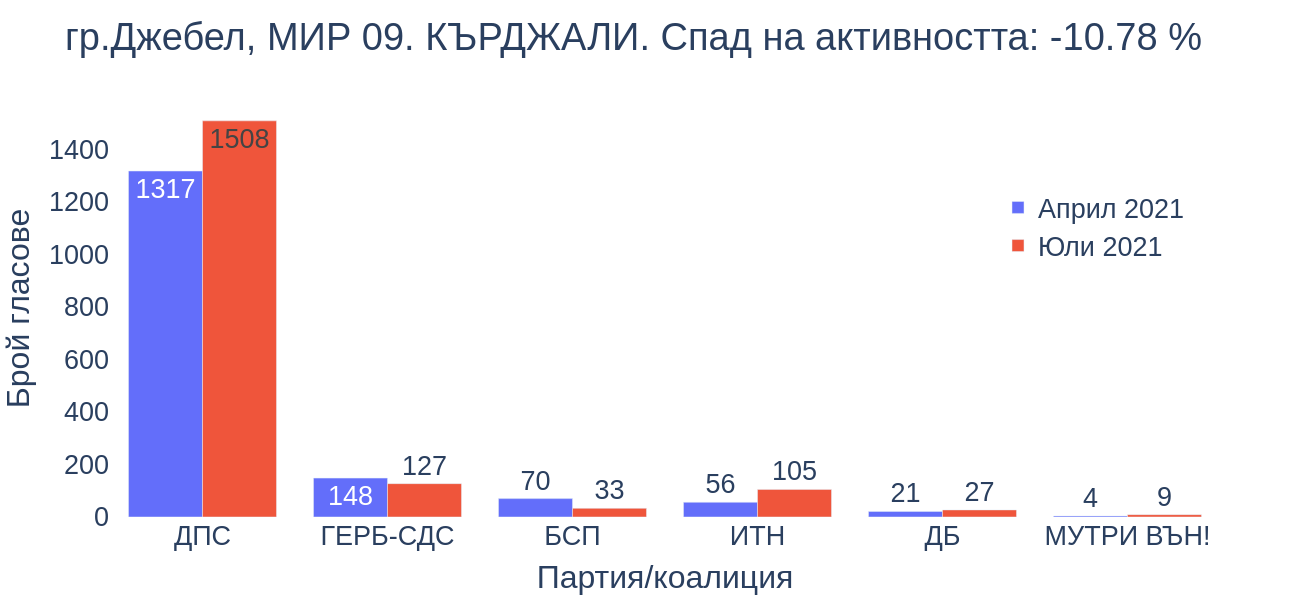 гр.Джебел, МИР 09. КЪРДЖАЛИ. Спад на активността: -10.78 %
Брой гласове
1400
1200
1000
800
600
400
200
0
1317
1508
148
127
70
33
56
105
21
27
4
9
Април 2021
Юли 2021
ДПС
ГЕРБ-СДС
БСП
ИТН
ДБ
МУТРИ ВЪН!
Партия/коалиция